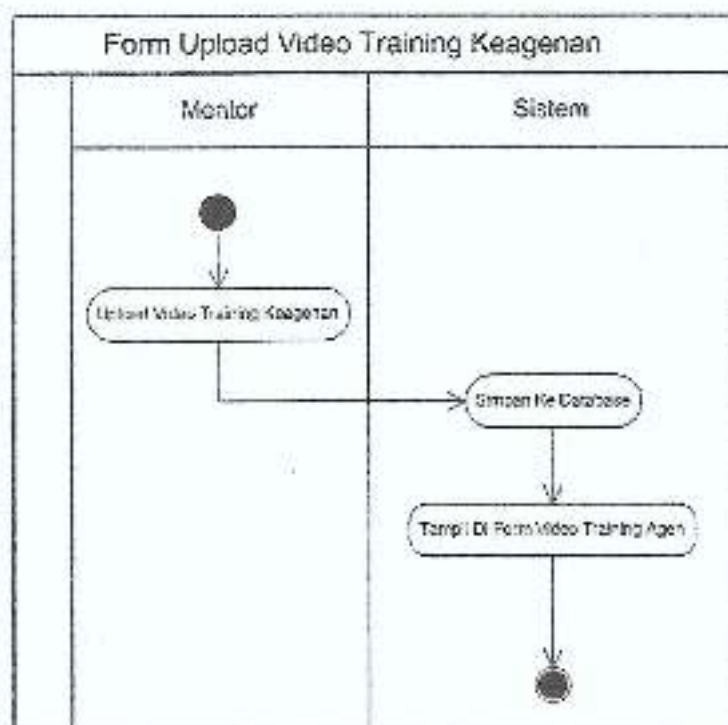 Form Upload Video Training Keagenan
Mentor
Sistem
Upload Video Training Keagenan
Simpan Ke Database
Tampil Di Form Video Training Agen